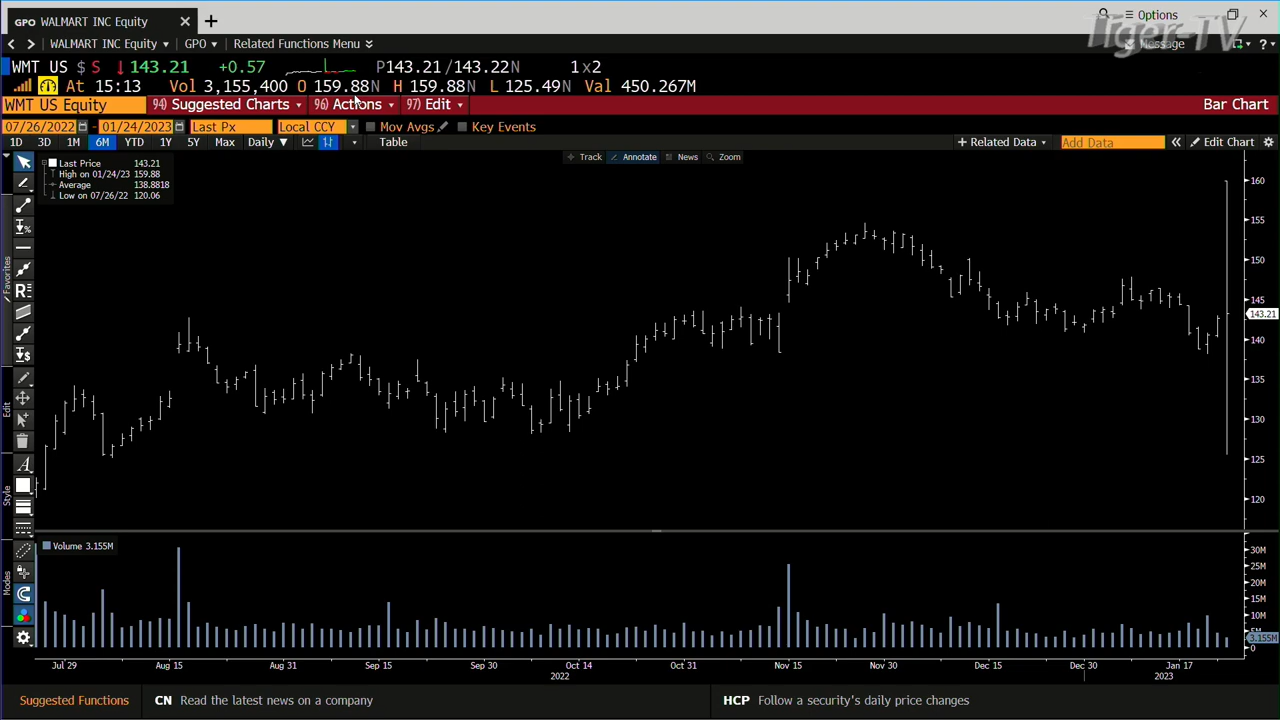 GPO WALMART INC Equity × +
Options
Tiger-TV
< > WALMART INC Equity GPO Related Functions Menu Message ?
WMT US $ S ↓ 143.21 +0.57 P143.21/143.22N 1x2
At 15:13 Vol 3,155,400 O 159.88N H 159.88N L 125.49N Val 450.267M
WMT US Equity 94) Suggested Charts 96) Actions 97) Edit Bar Chart
07/26/2022 - 01/24/2023 Last Px Local CCY Mov Avgs Key Events
1D 3D 1M 6M YTD 1Y 5Y Max Daily ▼ Table + Related Data Add Data « Edit Chart
Track Annotate News Zoom
Last Price 143.21
High on 01/24/23 159.88
Average 138.8818
Low on 07/26/22 120.06
160
155
150
145
143.21
140
135
130
125
120
Favorites
Edit
Style
Modes
Volume 3.155M
30M
25M
20M
15M
10M
3.155M
0
Jul 29 Aug 15 Aug 31 Sep 15 Sep 30 Oct 14 Oct 31 Nov 15 Nov 30 Dec 15 Dec 30 Jan 17
2022 2023
Suggested Functions CN Read the latest news on a company HCP Follow a security's daily price changes